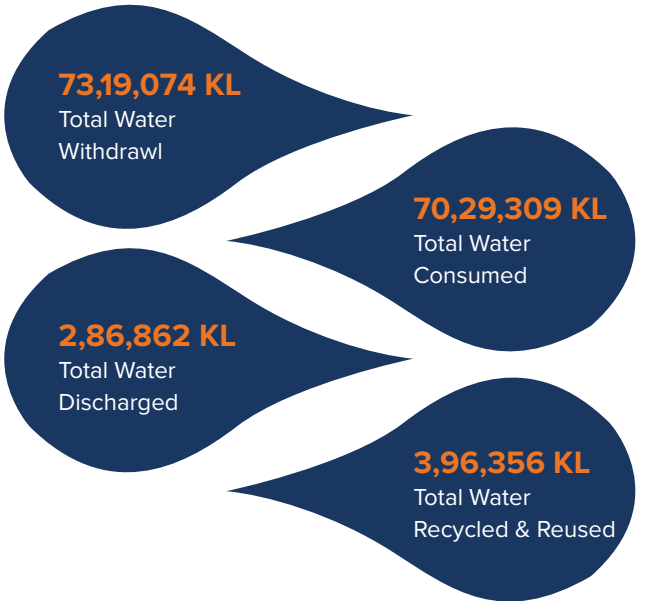 73,19,074 KL
Total Water
Withdrawl
70,29,309 KL
Total Water
Consumed
2,86,862 KL
Total Water
Discharged
3,96,356 KL
Total Water
Recycled & Reused